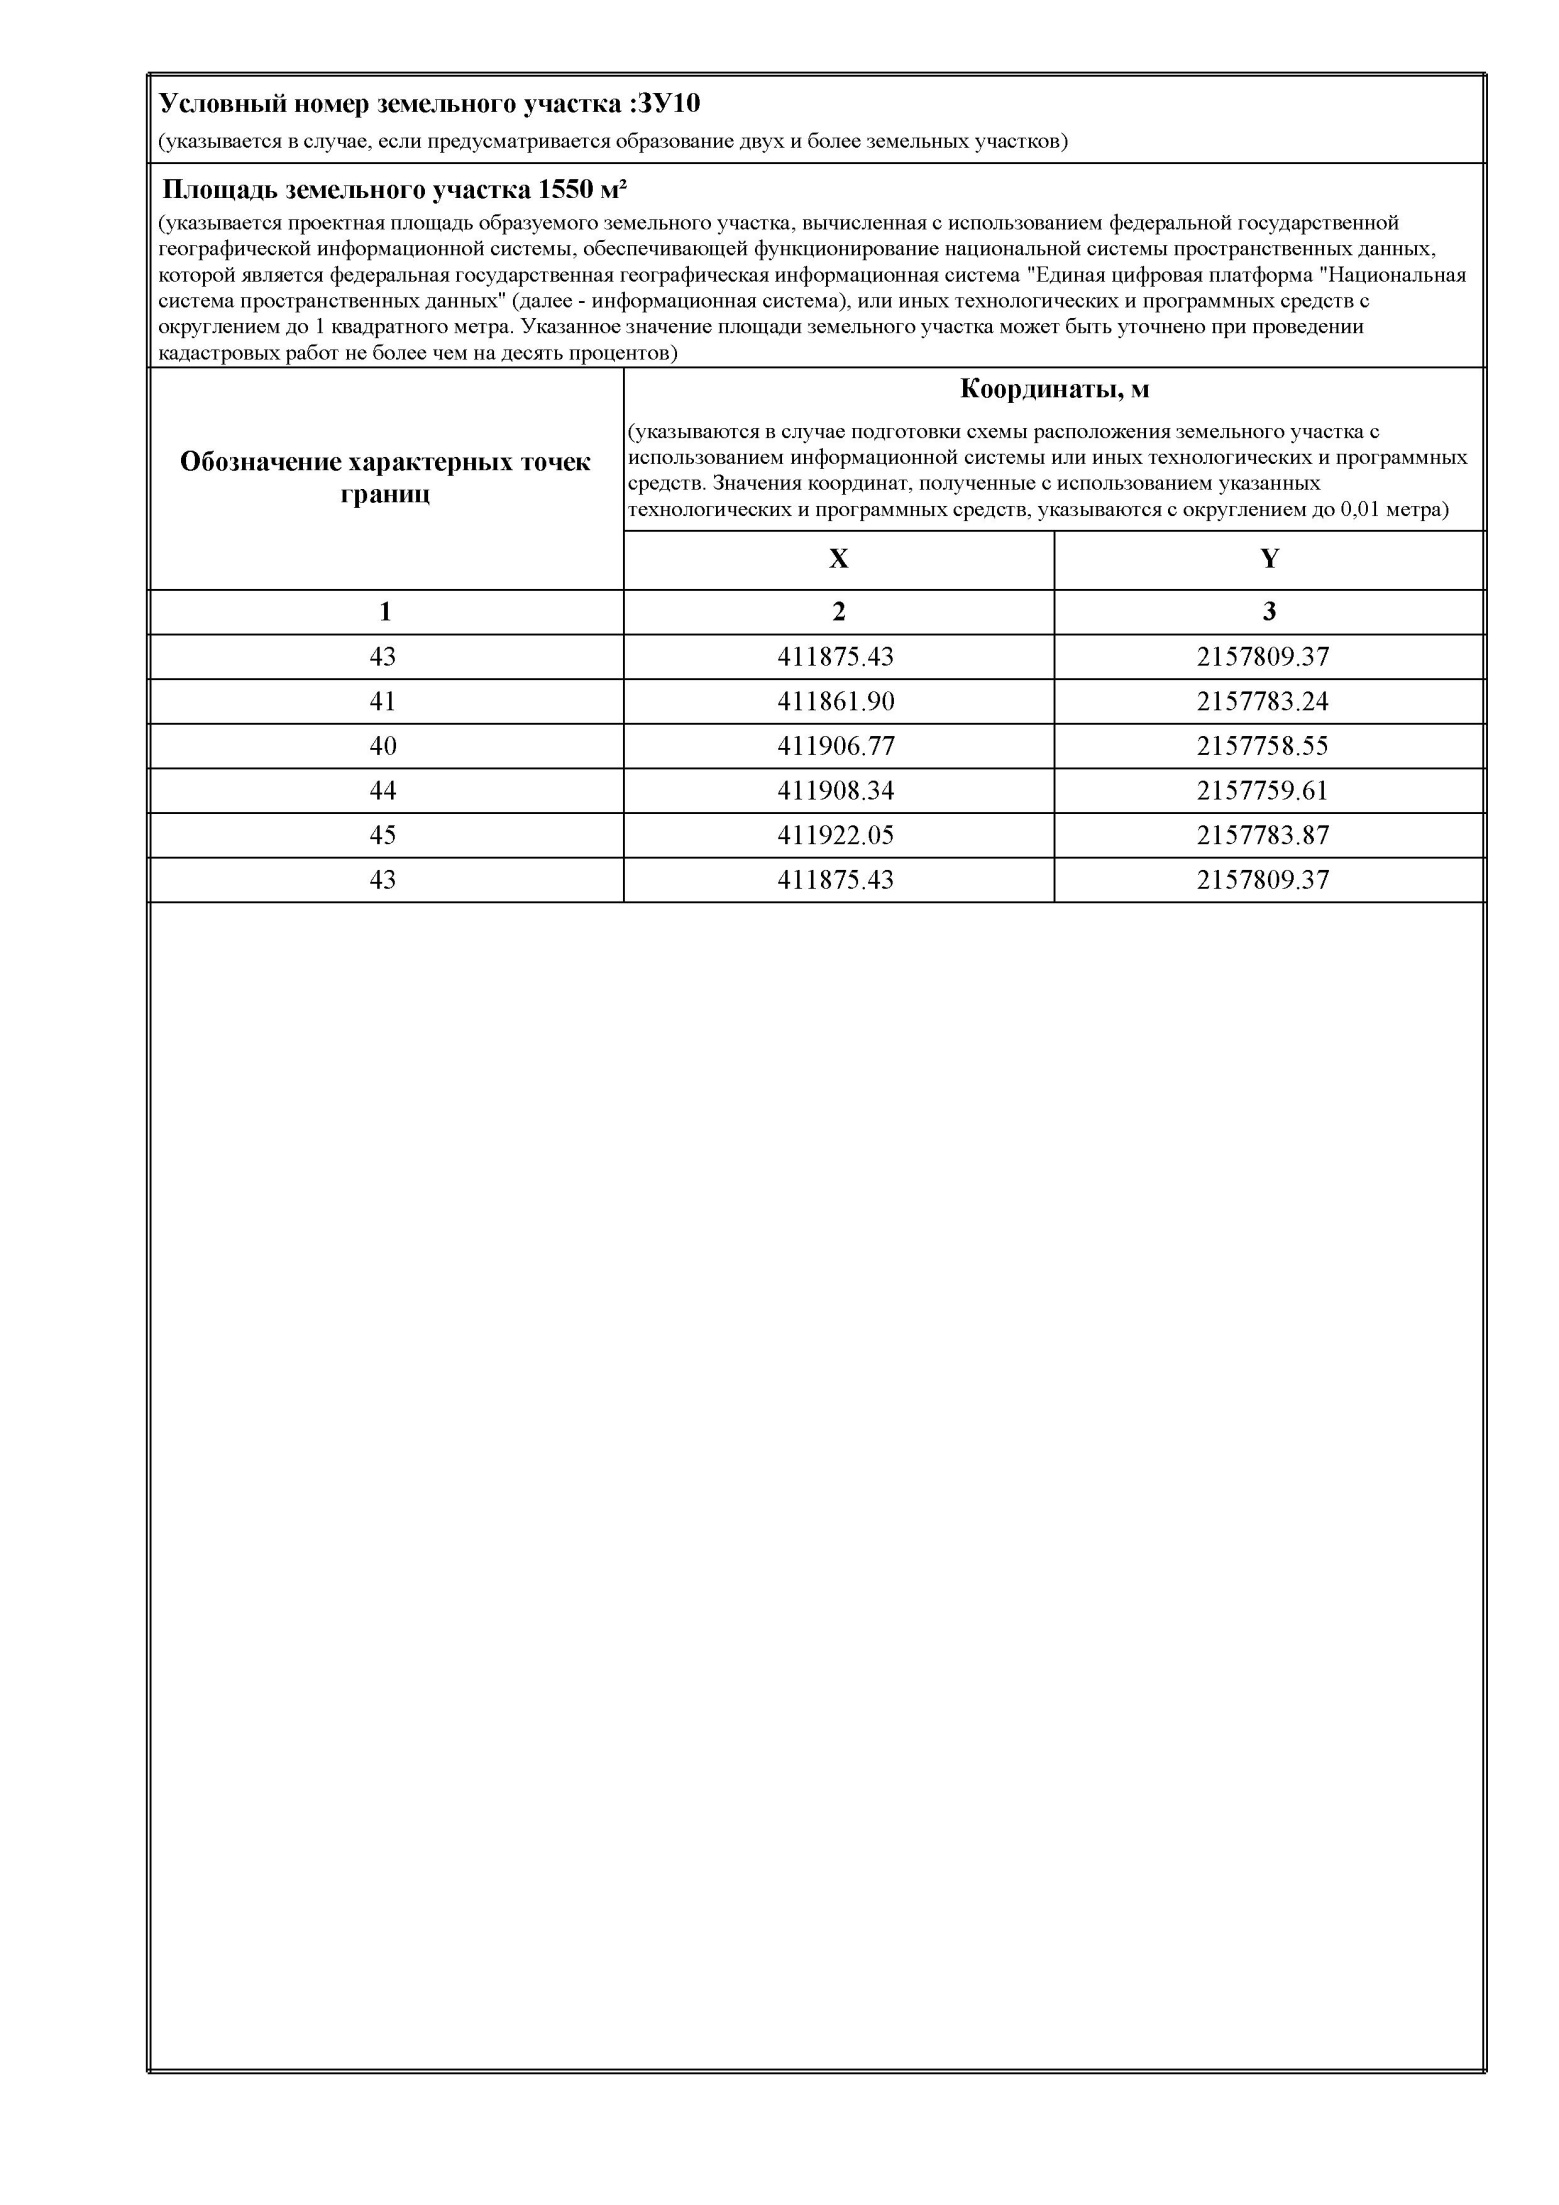 Условный номер земельного участка :ЗУ10
(указывается в случае, если предусматривается образование двух и более земельных участков)
Площадь земельного участка 1550 м²
(указывается проектная площадь образуемого земельного участка, вычисленная с использованием федеральной государственной
географической информационной системы, обеспечивающей функционирование национальной системы пространственных данных,
которой является федеральная государственная географическая информационная система "Единая цифровая платформа "Национальная
система пространственных данных" (далее - информационная система), или иных технологических и программных средств с
округлением до 1 квадратного метра. Указанное значение площади земельного участка может быть уточнено при проведении
кадастровых работ не более чем на десять процентов)
Обозначение характерных точек
границ
Координаты, м
(указываются в случае подготовки схемы расположения земельного участка с
использованием информационной системы или иных технологических и программных
средств. Значения координат, полученные с использованием указанных
технологических и программных средств, указываются с округлением до 0,01 метра)
X Y
1 2 3
43 411875.43 2157809.37
41 411861.90 2157783.24
40 411906.77 2157758.55
44 411908.34 2157759.61
45 411922.05 2157783.87
43 411875.43 2157809.37